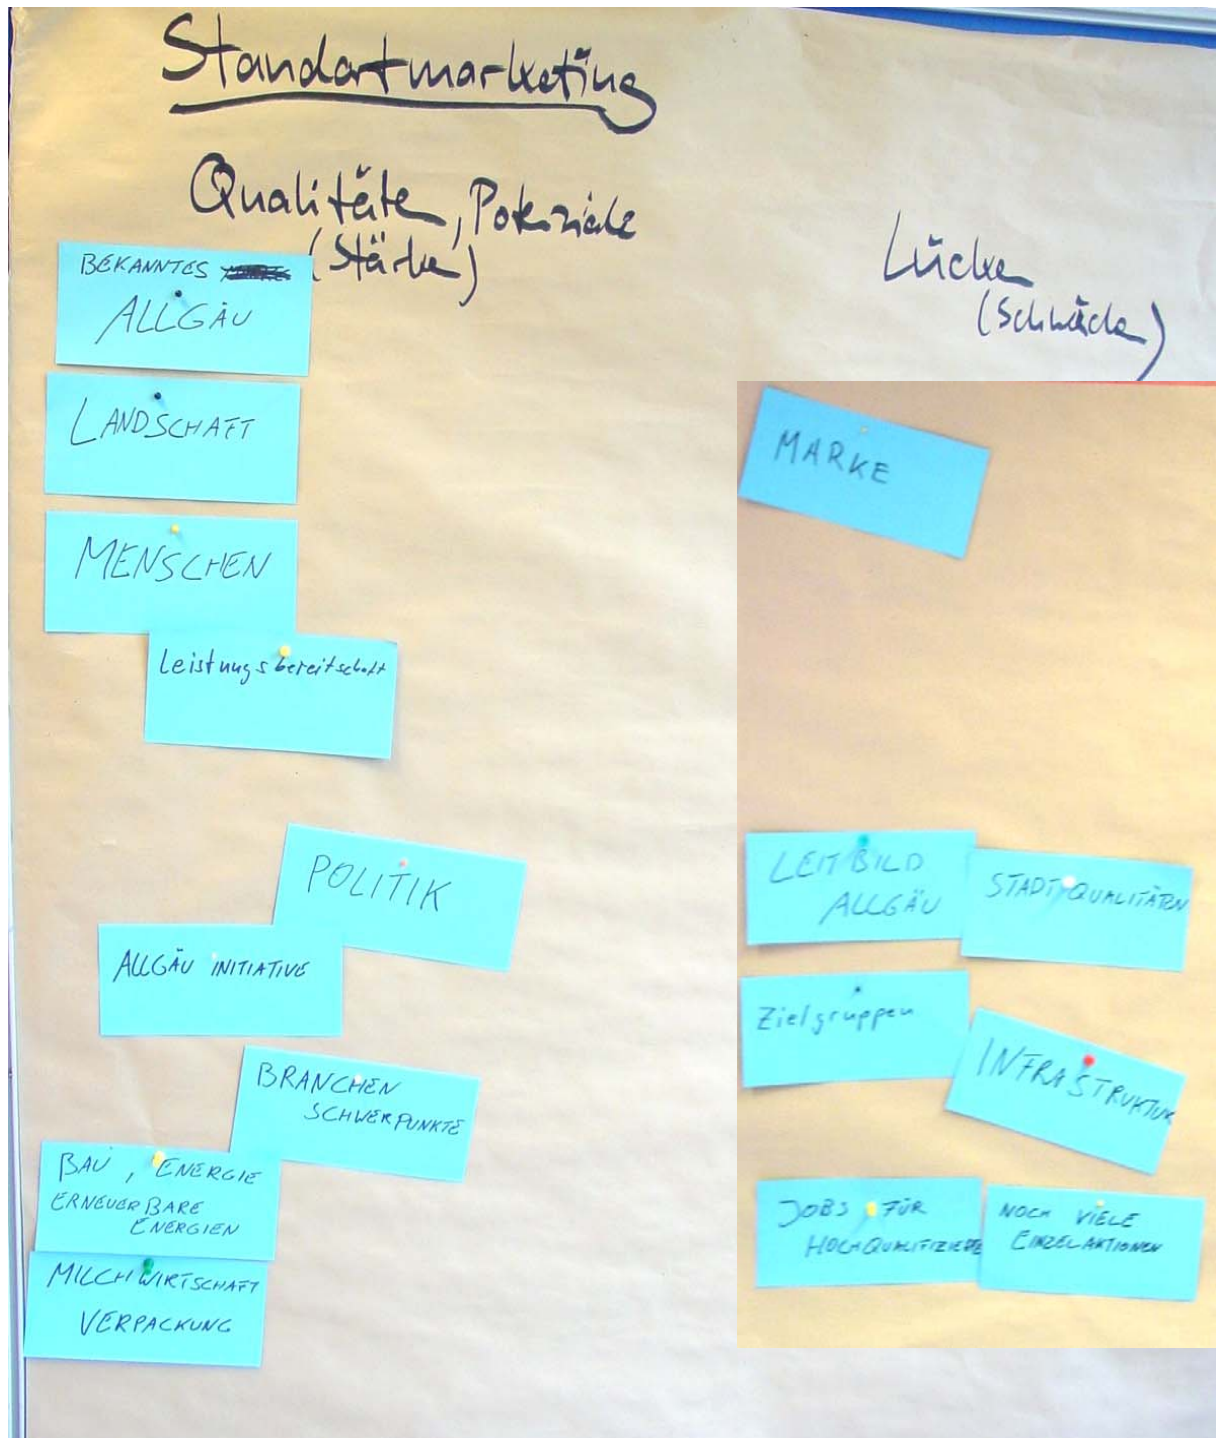 Standortmarketing
Qualitäten, Potenziale
(Stärken)
BEKANNTES
ALLGÄU
LANDSCHAFT
MENSCHEN
Leistungsbereitschaft
POLITIK
ALLGÄU INITIATIVE
BRANCHEN
SCHWERPUNKTE
BAU, ENERGIE
ERNEUERBARE
ENERGIEN
MILCHWIRTSCHAFT
VERPACKUNG
Lücken
(Schwächen)
MARKE
LEITBILD
ALLGÄU
STADTQUALITÄTEN
Zielgruppen
INFRASTRUKTUR
JOBS FÜR
HOCHQUALIFIZIERTE
NOCH VIELE
EINZELAKTIONEN